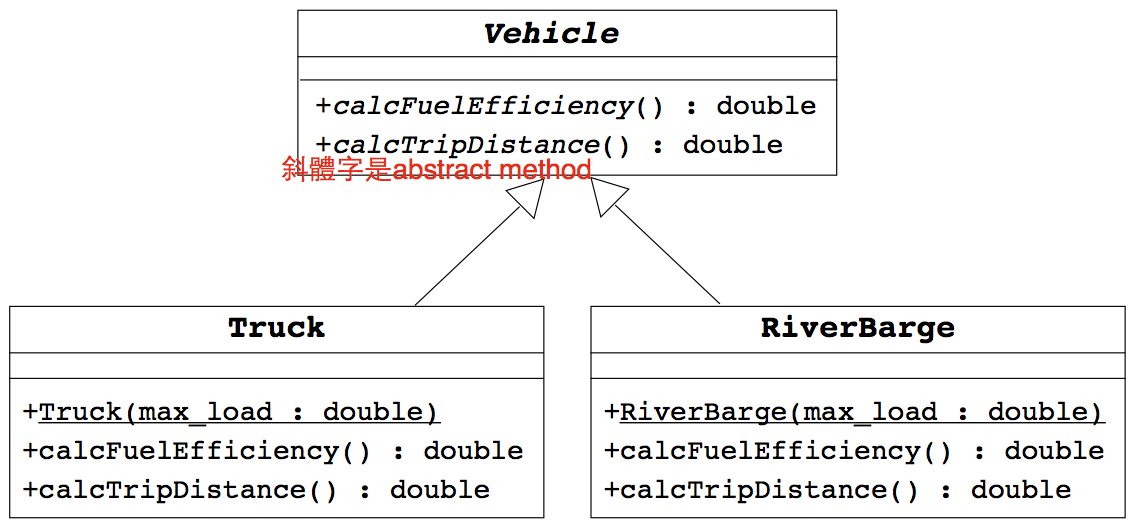 Vehicle
+calcFuelEfficiency() : double
+calcTripDistance() : double
斜體字是abstract method
Truck
+Truck(max_load : double)
+calcFuelEfficiency() : double
+calcTripDistance() : double
RiverBarge
+RiverBarge(max_load : double)
+calcFuelEfficiency() : double
+calcTripDistance() : double